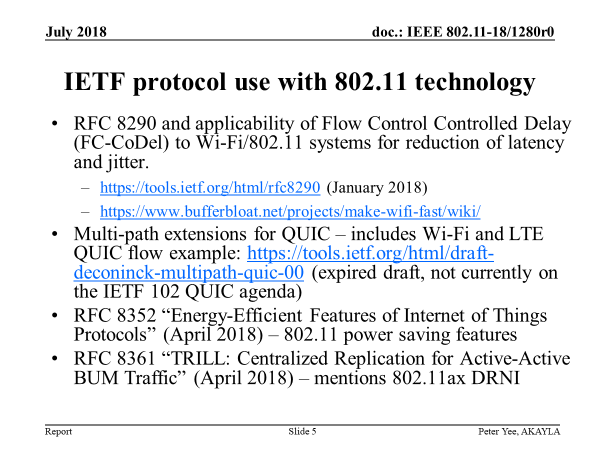 July 2018 doc.: IEEE 802.11-18/1280r0
IETF protocol use with 802.11 technology
• RFC 8290 and applicability of Flow Control Controlled Delay
(FC-CoDel) to Wi-Fi/802.11 systems for reduction of latency
and jitter.
– https://tools.ietf.org/html/rfc8290 (January 2018)
– https://www.bufferbloat.net/projects/make-wifi-fast/wiki/
• Multi-path extensions for QUIC – includes Wi-Fi and LTE
QUIC flow example: https://tools.ietf.org/html/draft-
deconinck-multipath-quic-00 (expired draft, not currently on
the IETF 102 QUIC agenda)
• RFC 8352 “Energy-Efficient Features of Internet of Things
Protocols” (April 2018) – 802.11 power saving features
• RFC 8361 “TRILL: Centralized Replication for Active-Active
BUM Traffic” (April 2018) – mentions 802.11ax DRNI
Report Slide 5 Peter Yee, AKAYLA